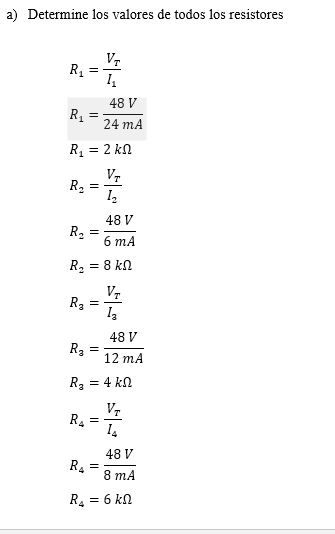 a) Determine los valores de todos los resistores
R₁ = V_T / I₁
R₁ = 48 V / 24 mA
R₁ = 2 kΩ
R₂ = V_T / I₂
R₂ = 48 V / 6 mA
R₂ = 8 kΩ
R₃ = V_T / I₃
R₃ = 48 V / 12 mA
R₃ = 4 kΩ
R₄ = V_T / I₄
R₄ = 48 V / 8 mA
R₄ = 6 kΩ